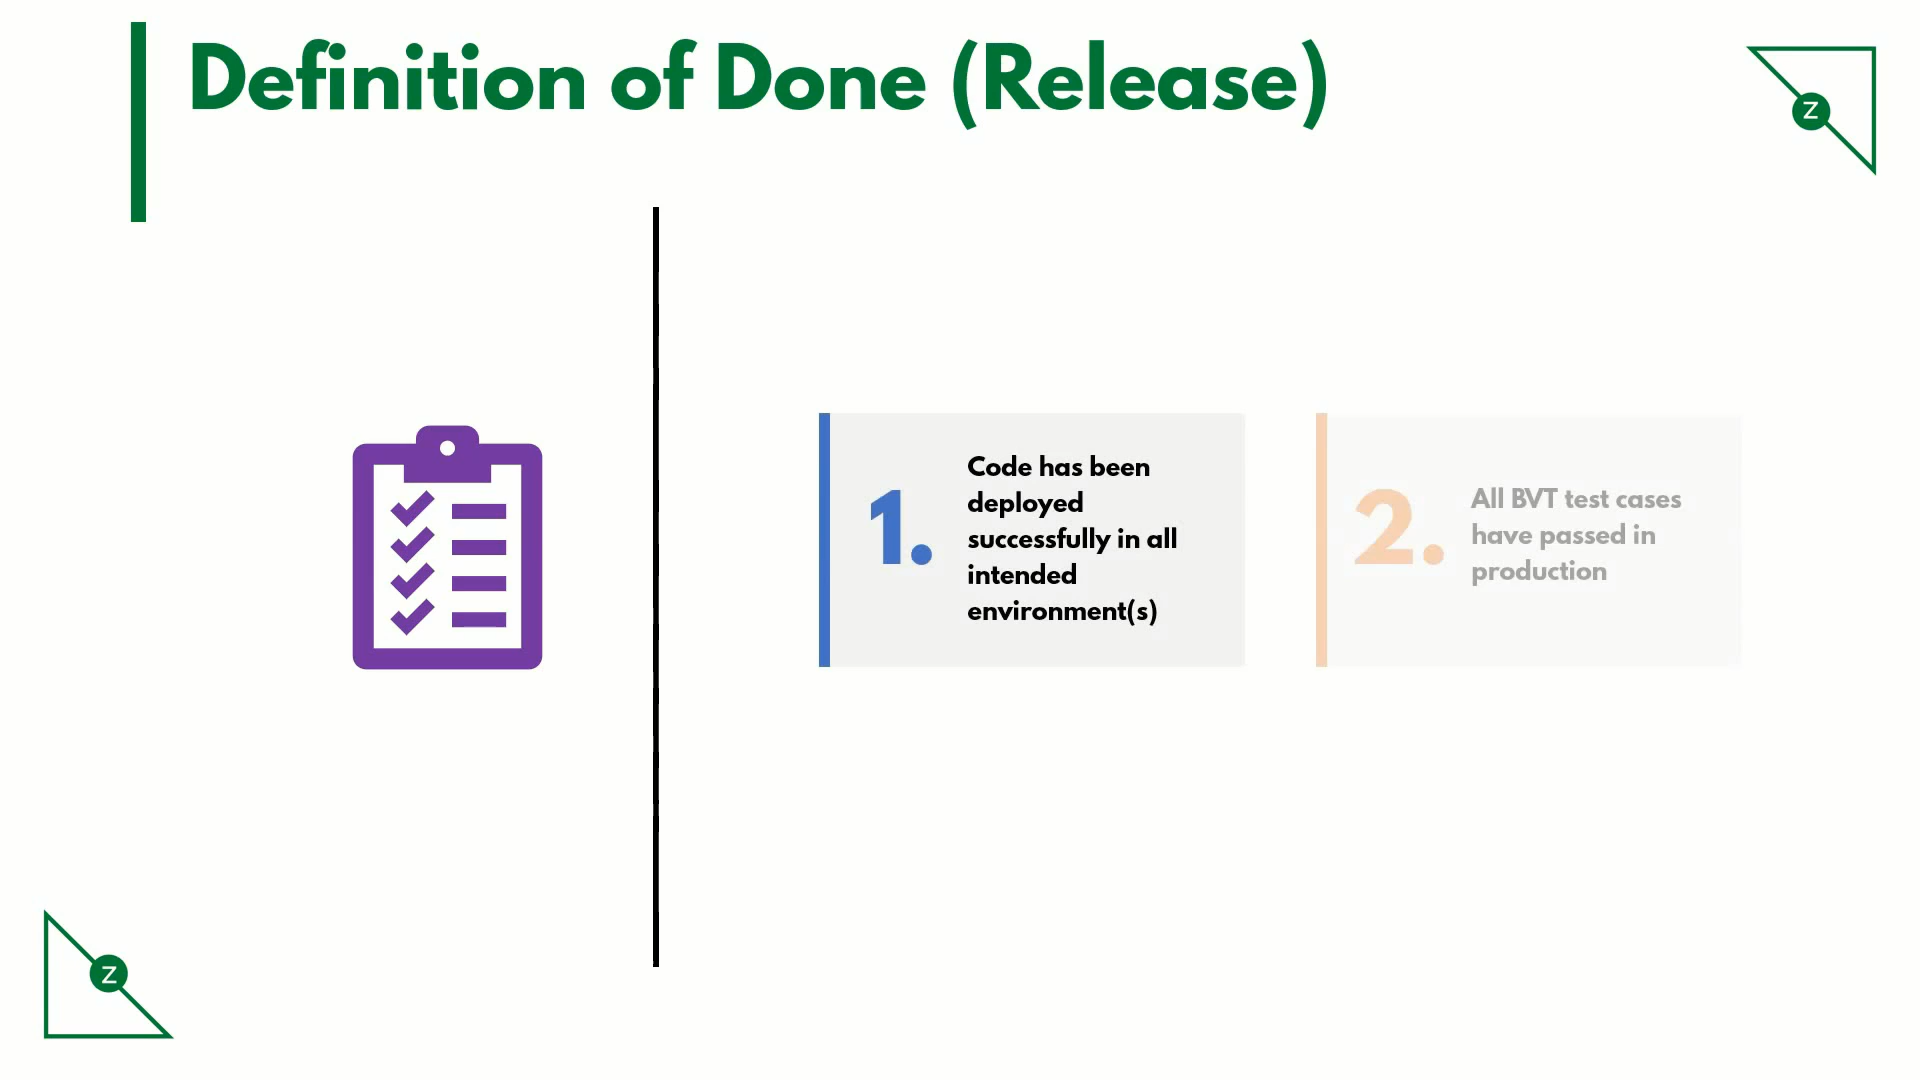 Definition of Done (Release)
Z
1.
Code has been
deployed
successfully in all
intended
environment(s)
2.
All BVT test cases
have passed in
production
Z